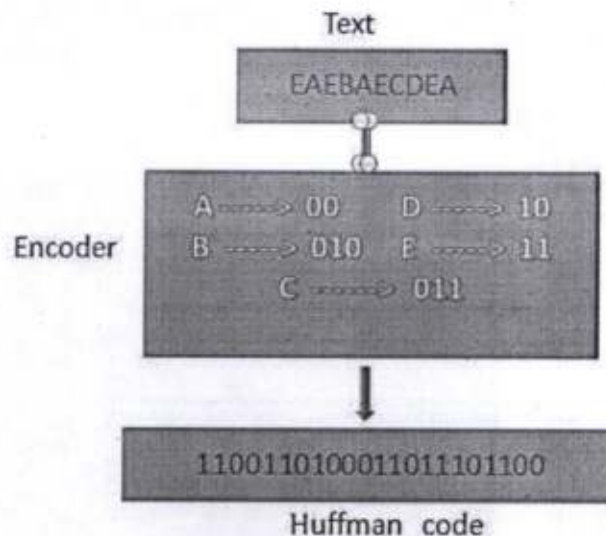 Text
EAEBAECDEA
A -----> 00 D -----> 10
Encoder
B -----> 010 E -----> 11
C -----> 011
1100110100011011101100
Huffman code